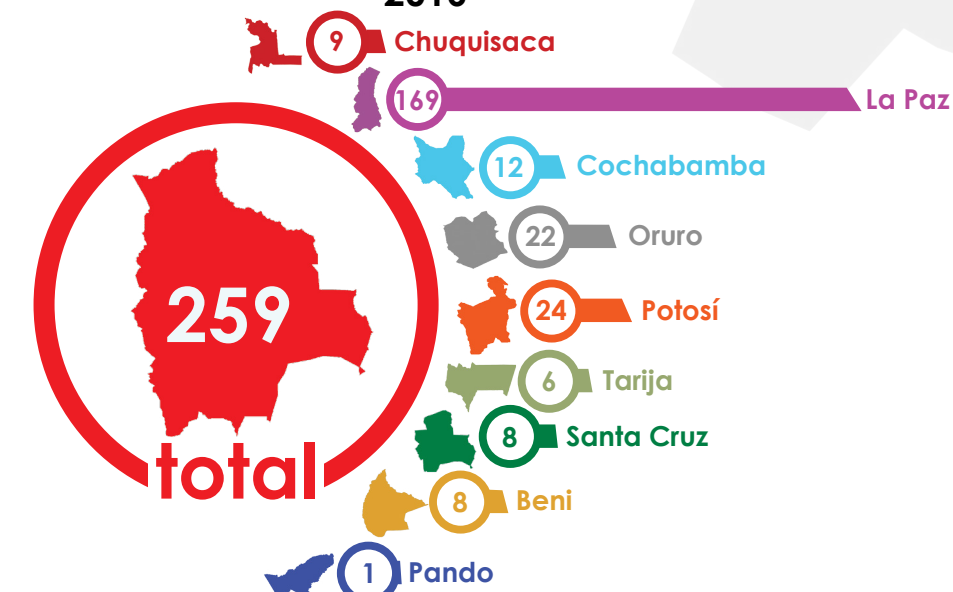 9 Chuquisaca
169 La Paz
12 Cochabamba
22 Oruro
259
24 Potosí
6 Tarija
8 Santa Cruz
total
8 Beni
1 Pando